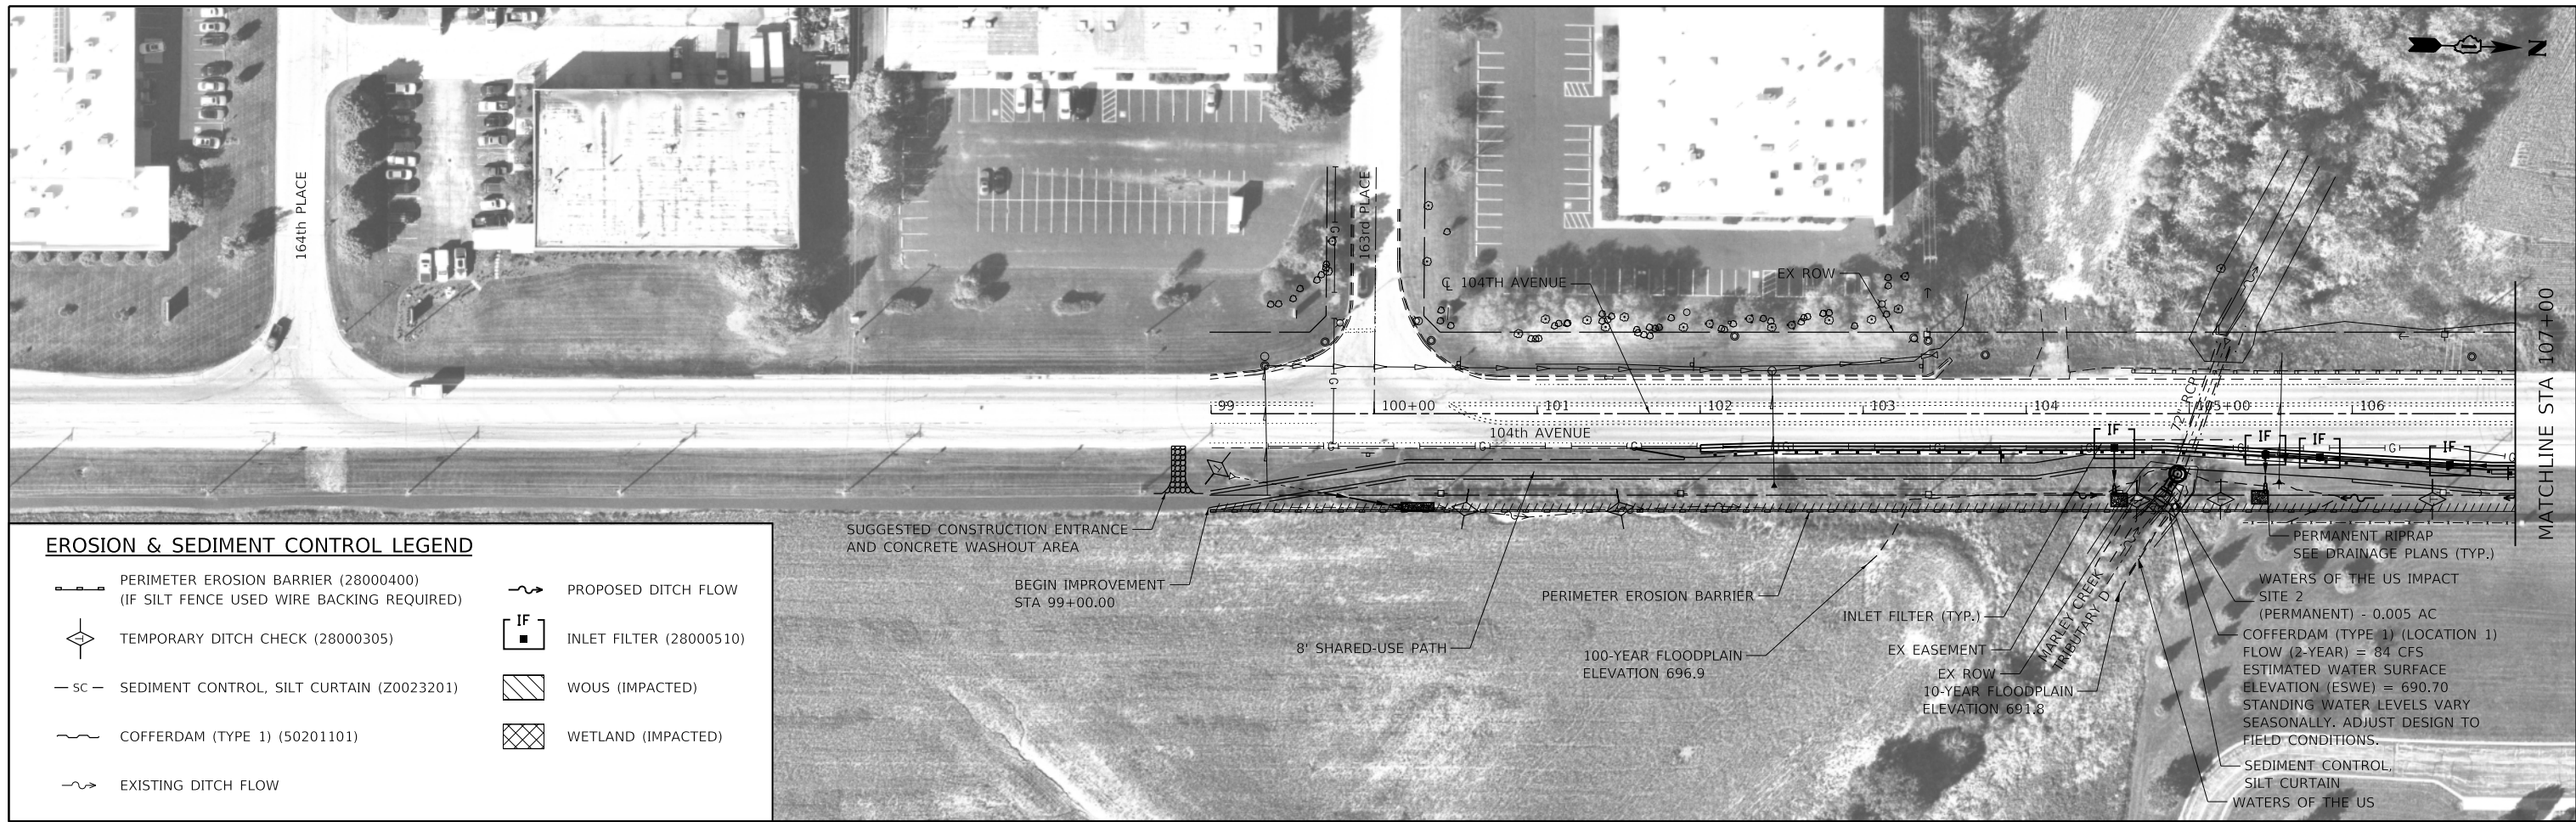 N
164th PLACE
163rd PLACE
℄ 104TH AVENUE
EX ROW
MATCHLINE STA 107+00
72" RCP
99
100+00
101
102
103
104
105+00
106
104th AVENUE
G
G
G
G
G
G
G
G
G
G
G
IF
IF
IF
IF
SUGGESTED CONSTRUCTION ENTRANCE
AND CONCRETE WASHOUT AREA
BEGIN IMPROVEMENT
STA 99+00.00
8' SHARED-USE PATH
PERIMETER EROSION BARRIER
100-YEAR FLOODPLAIN
ELEVATION 696.9
INLET FILTER (TYP.)
EX EASEMENT
EX ROW
10-YEAR FLOODPLAIN
ELEVATION 691.8
MARLEY CREEK
TRIBUTARY D
PERMANENT RIPRAP
SEE DRAINAGE PLANS (TYP.)
WATERS OF THE US IMPACT
SITE 2
(PERMANENT) - 0.005 AC
COFFERDAM (TYPE 1) (LOCATION 1)
FLOW (2-YEAR) = 84 CFS
ESTIMATED WATER SURFACE
ELEVATION (ESWE) = 690.70
STANDING WATER LEVELS VARY
SEASONALLY. ADJUST DESIGN TO
FIELD CONDITIONS.
SEDIMENT CONTROL,
SILT CURTAIN
WATERS OF THE US
EROSION & SEDIMENT CONTROL LEGEND
PERIMETER EROSION BARRIER (28000400)
(IF SILT FENCE USED WIRE BACKING REQUIRED)
TEMPORARY DITCH CHECK (28000305)
SC
SEDIMENT CONTROL, SILT CURTAIN (Z0023201)
COFFERDAM (TYPE 1) (50201101)
EXISTING DITCH FLOW
PROPOSED DITCH FLOW
IF
INLET FILTER (28000510)
WOUS (IMPACTED)
WETLAND (IMPACTED)